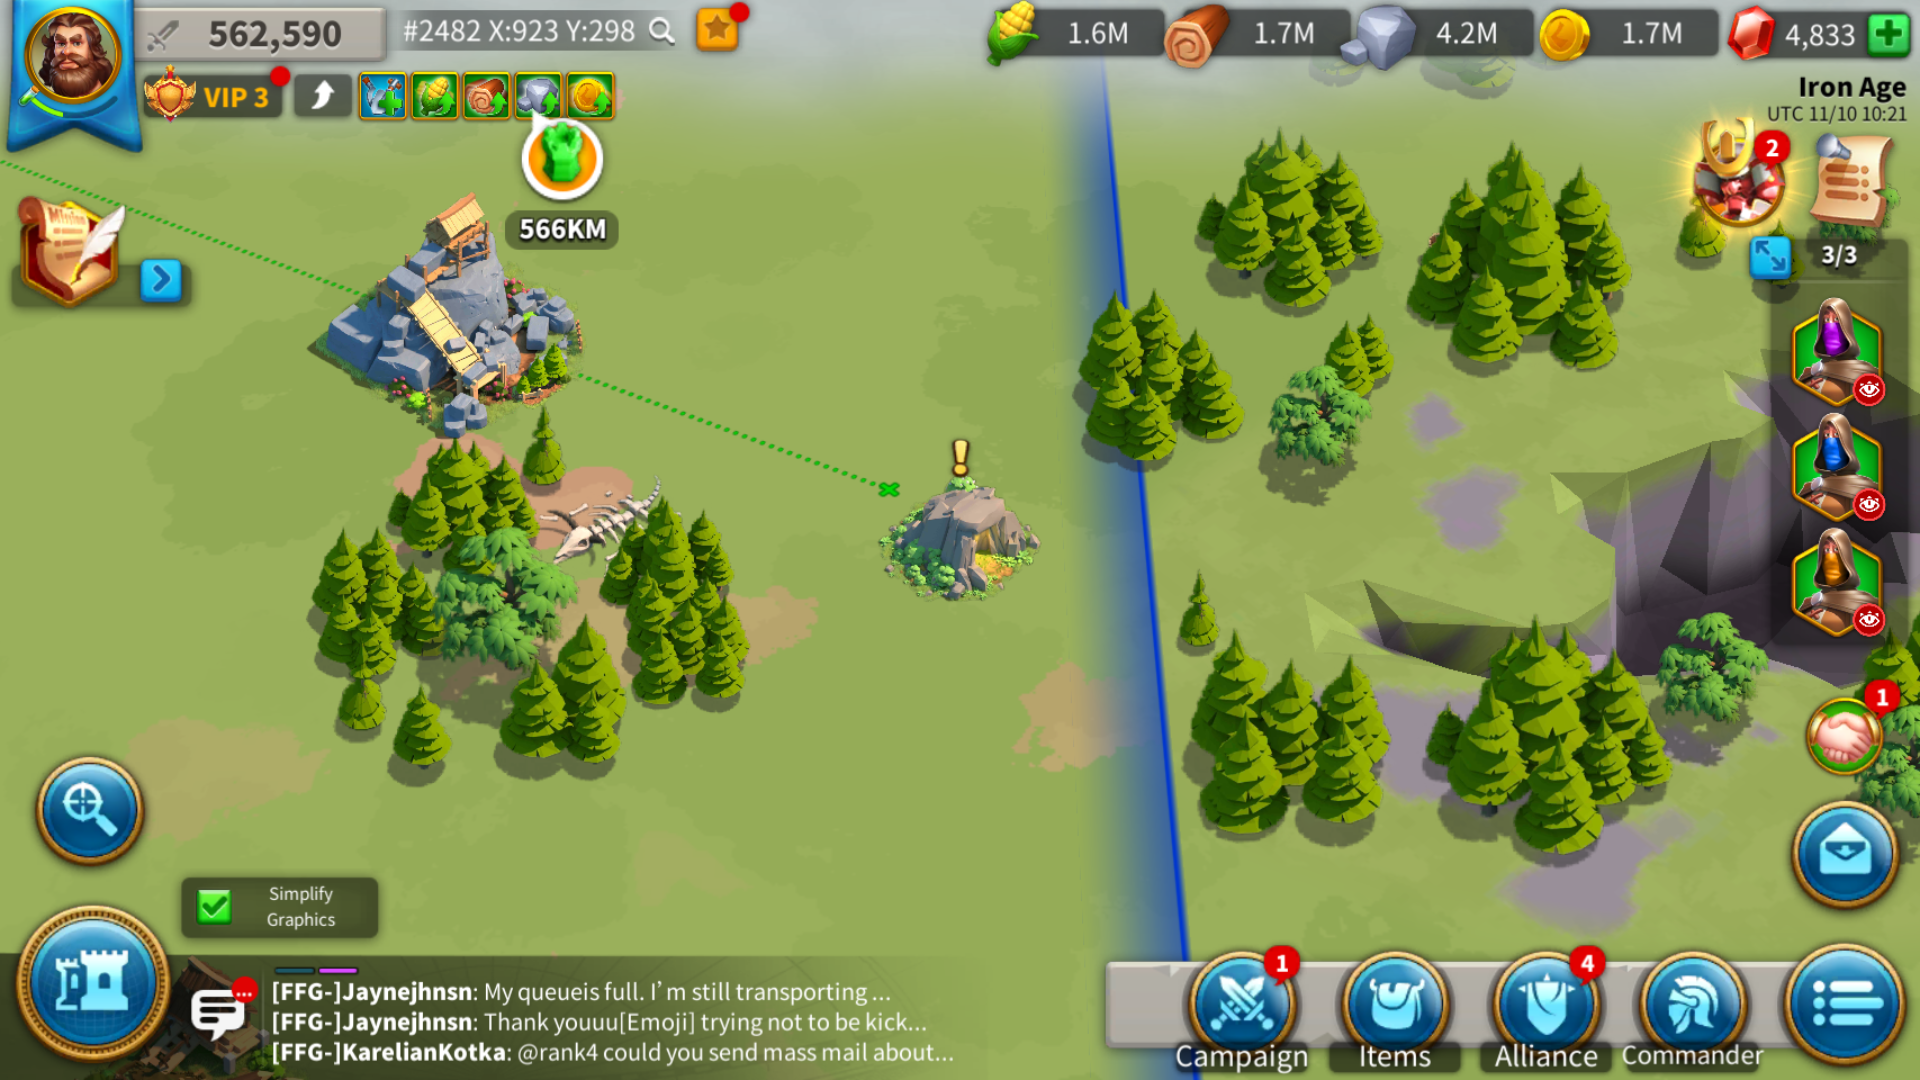 562,590
#2482 X:923 Y:298
1.6M
1.7M
4.2M
1.7M
4,833
VIP 3
Iron Age
UTC 11/10 10:21
2
566KM
Mission
3/3
!
1
Simplify
Graphics
[FFG-]Jaynejhnsn: My queueis full. I'm still transporting ...
[FFG-]Jaynejhnsn: Thank youuu[Emoji] trying not to be kick...
[FFG-]KarelianKotka: @rank4 could you send mass mail about...
1
4
Campaign
Items
Alliance
Commander